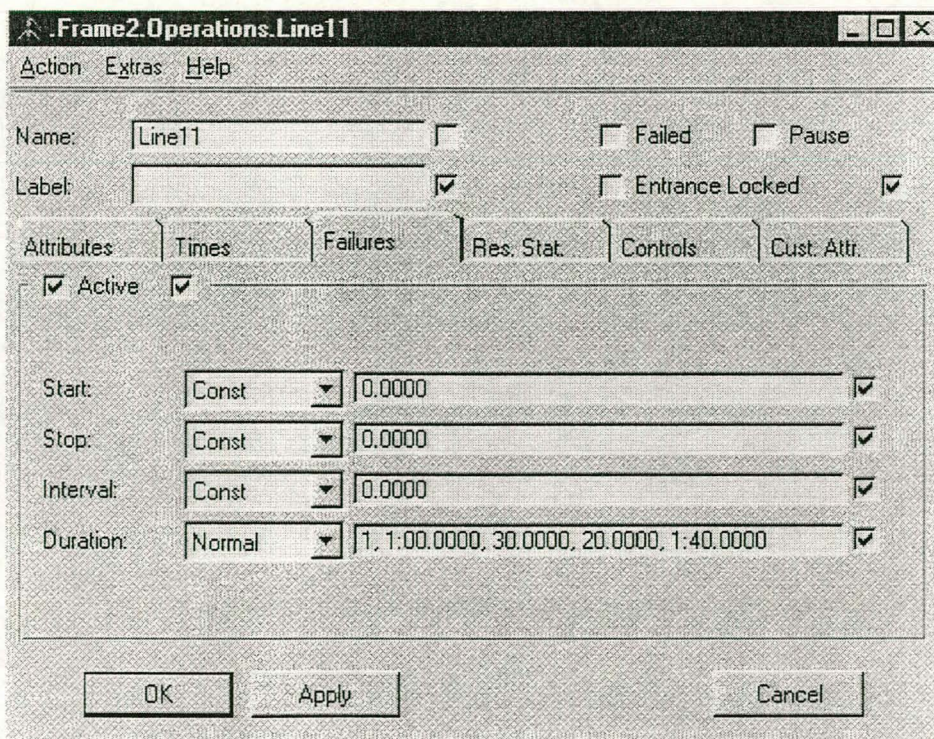 .Frame2.Operations.Line11
Action Extras Help
Name: Line11 Failed Pause
Label: Entrance Locked
Attributes Times Failures Res. Stat. Controls Cust. Attr.
Active
Start: Const 0.0000
Stop: Const 0.0000
Interval: Const 0.0000
Duration: Normal 1, 1:00.0000, 30.0000, 20.0000, 1:40.0000
OK Apply Cancel